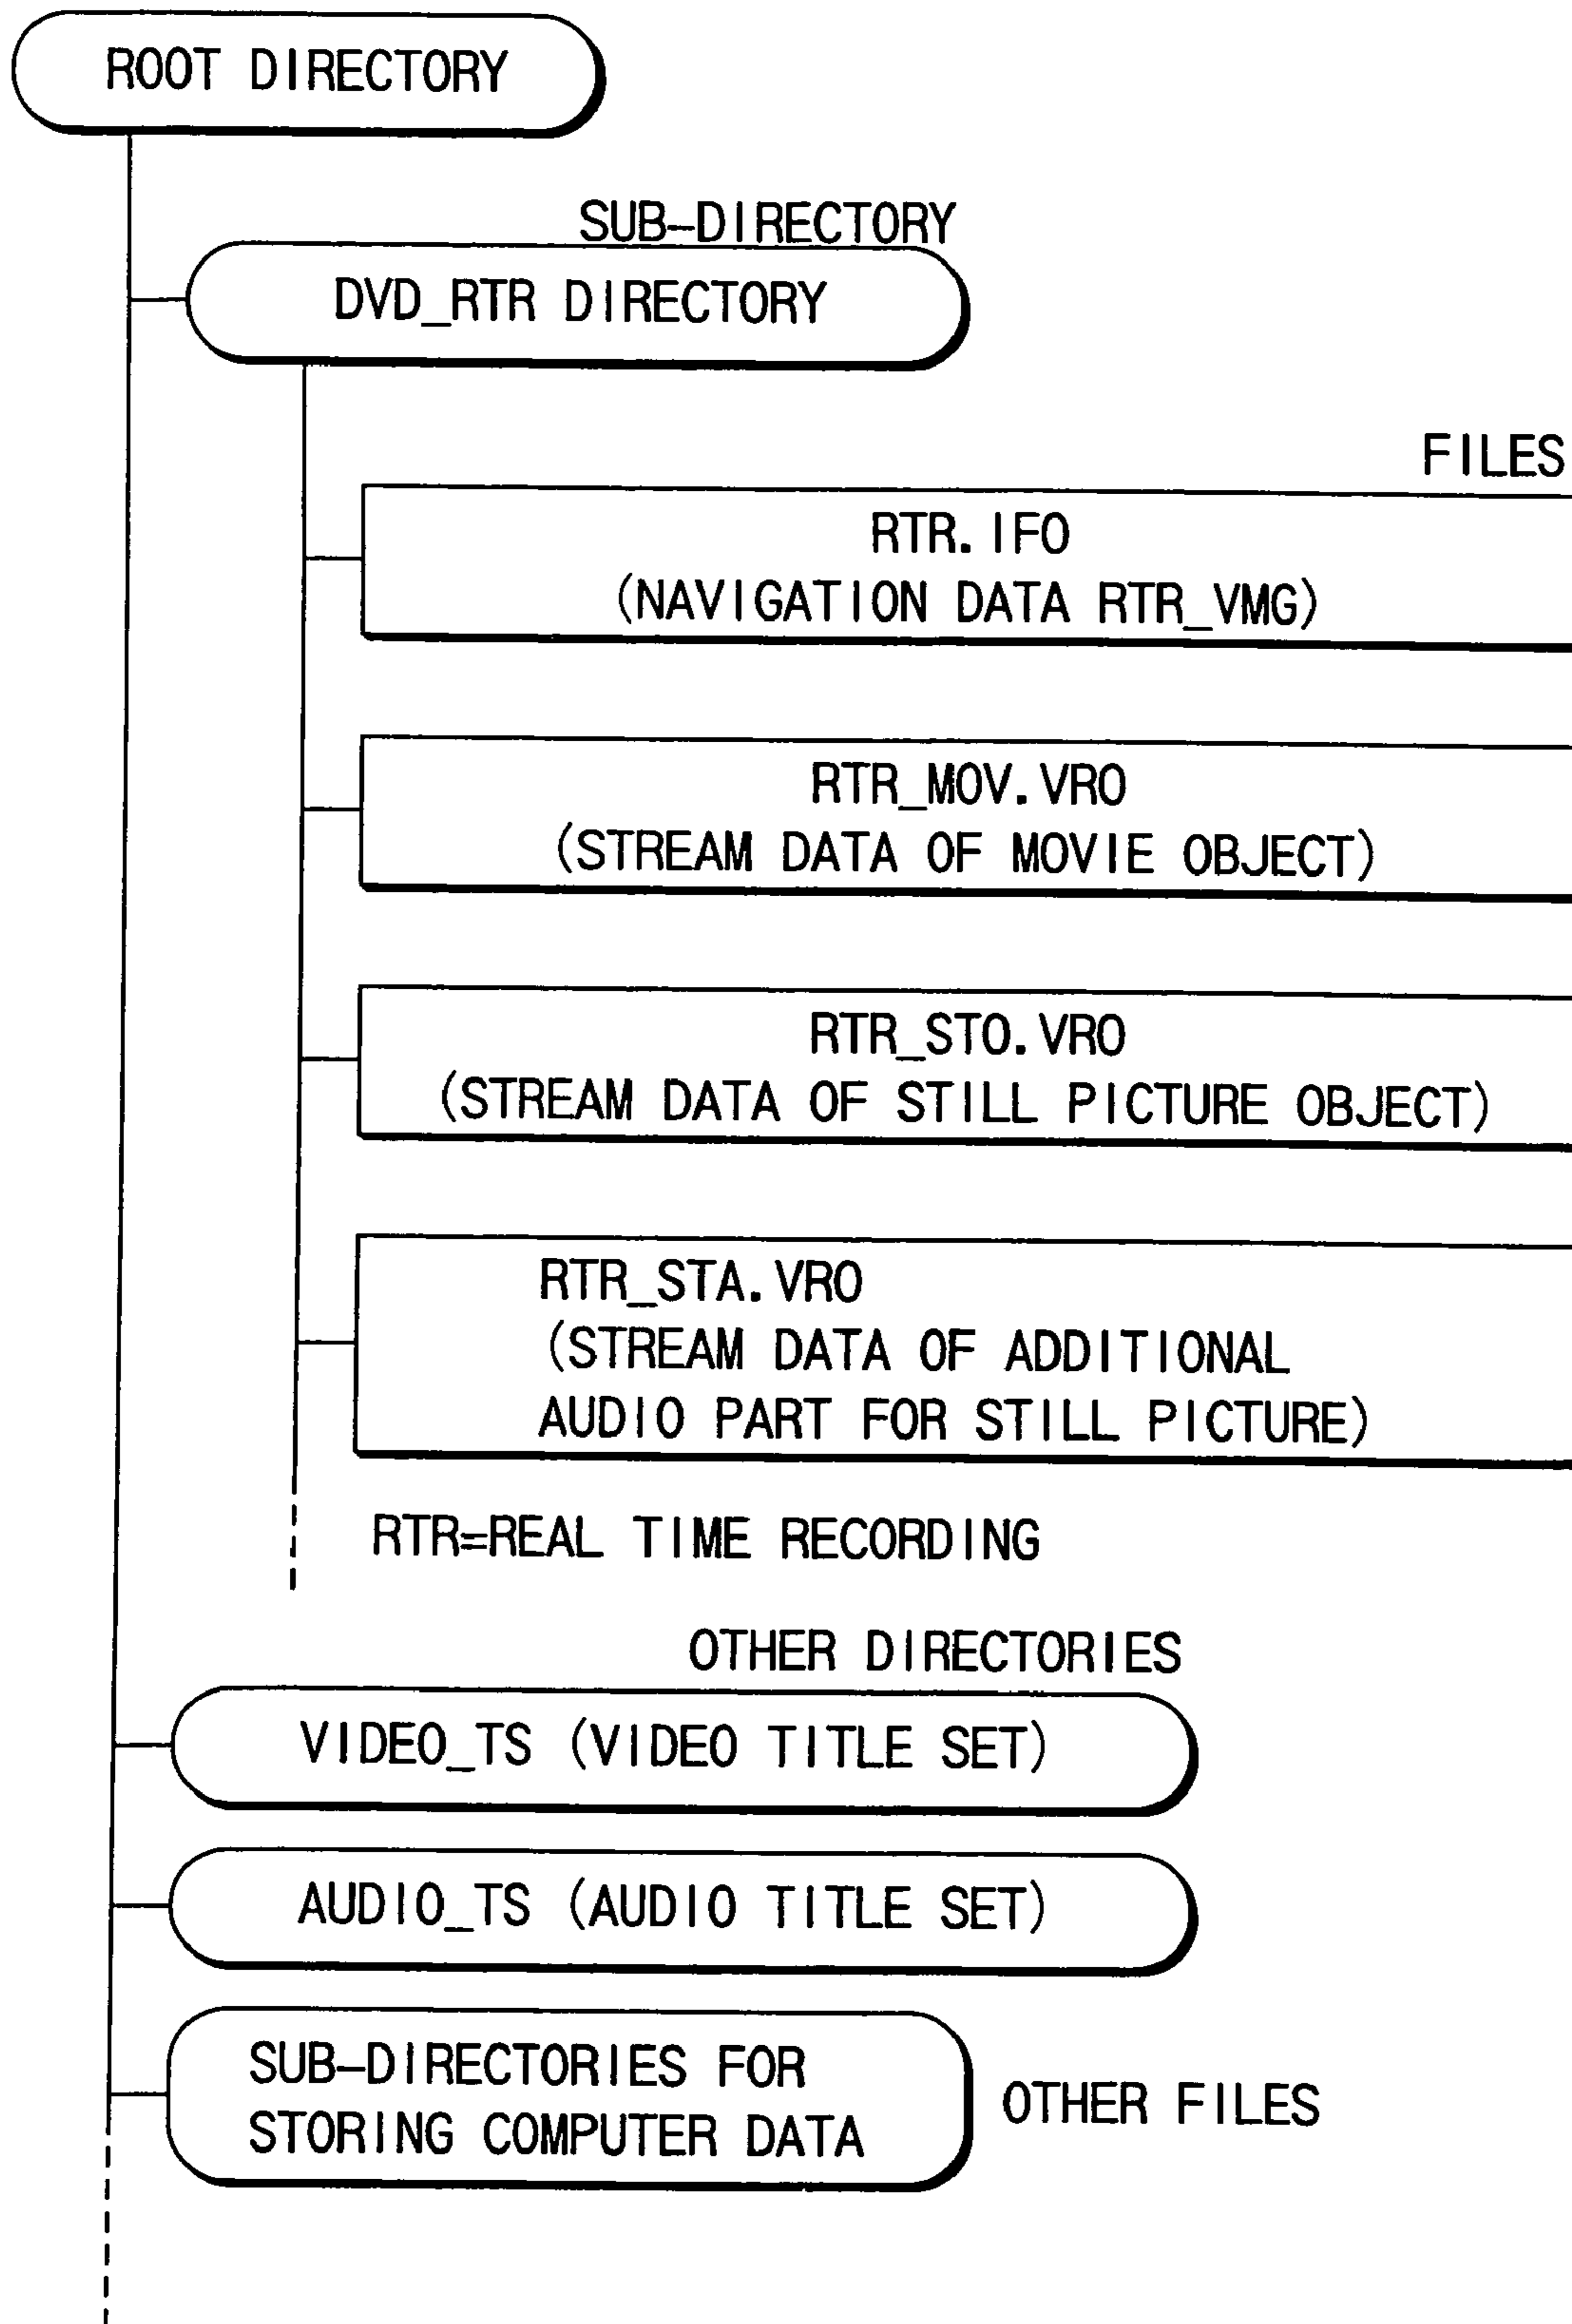 ROOT DIRECTORY
SUB-DIRECTORY
DVD_RTR DIRECTORY
FILES
RTR.IFO
(NAVIGATION DATA RTR_VMG)
RTR_MOV.VRO
(STREAM DATA OF MOVIE OBJECT)
RTR_STO.VRO
(STREAM DATA OF STILL PICTURE OBJECT)
RTR_STA.VRO
(STREAM DATA OF ADDITIONAL
AUDIO PART FOR STILL PICTURE)
RTR=REAL TIME RECORDING
OTHER DIRECTORIES
VIDEO_TS (VIDEO TITLE SET)
AUDIO_TS (AUDIO TITLE SET)
SUB-DIRECTORIES FOR
STORING COMPUTER DATA
OTHER FILES